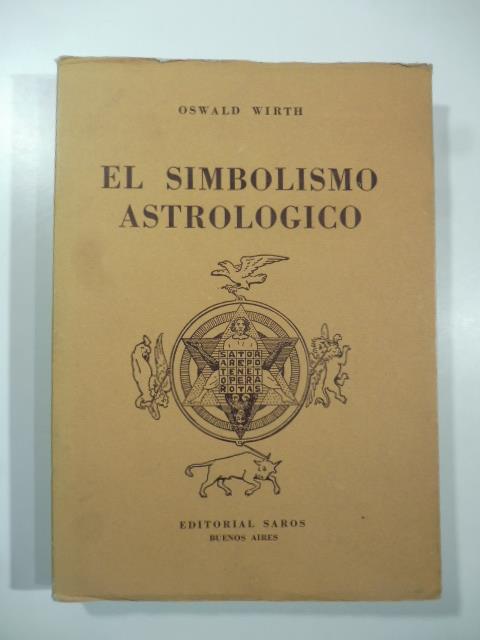 OSWALD WIRTH
EL SIMBOLISMO
ASTROLOGICO
SATOR
AREPO
TENET
OPERA
ROTAS
EDITORIAL SAROS
BUENOS AIRES